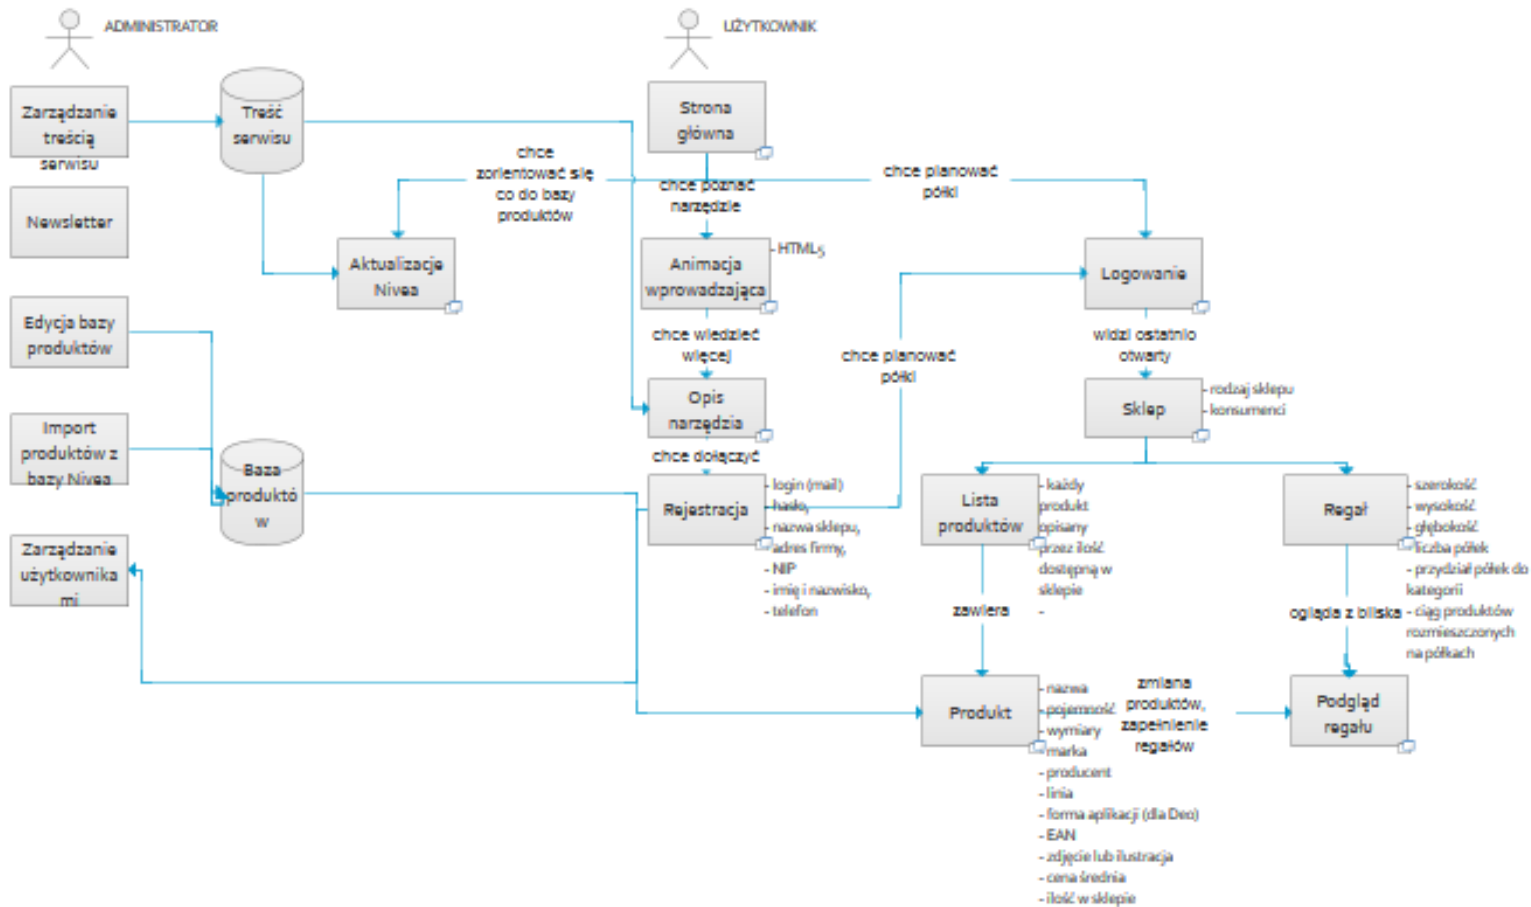 ADMINISTRATOR
UŻYTKOWNIK
Zarządzanie
treścią
serwisu
Treść
serwisu
Strona
główna
chce
zorientować się
co do bazy
produktów
chce poznać
narzędzie
chce planować
półki
Newsletter
Aktualizacje
Nivea
Animacja
wprowadzająca
- HTML5
Logowanie
Edycja bazy
produktów
chce wiedzieć
więcej
chce planować
półki
widzi ostatnio
otwarty
Opis
narzędzia
Sklep
- rodzaj sklepu
- konsumenci
Import
produktów z
bazy Nivea
Baza
produktó
w
chce dołączyć
Rejestracja
- login (mail)
- hasło,
- nazwa sklepu,
- adres firmy,
- NIP
- imię i nazwisko,
- telefon
Lista
produktów
- każdy
produkt
opisany
przez ilość
dostępną w
sklepie
-
Regał
- szerokość
- wysokość
- głębokość
- liczba półek
- przydział półek do
kategorii
- ciąg produktów
rozmieszczonych
na półkach
Zarządzanie
użytkownika
mi
zawiera
ogląda z bliska
Produkt
- nazwa
- pojemność
- wymiary
- marka
- producent
- linia
- forma aplikacji (dla Deo)
- EAN
- zdjęcie lub ilustracja
- cena średnia
- ilość w sklepie
zmiana
produktów,
zapełnienie
regałów
Podgląd
regału